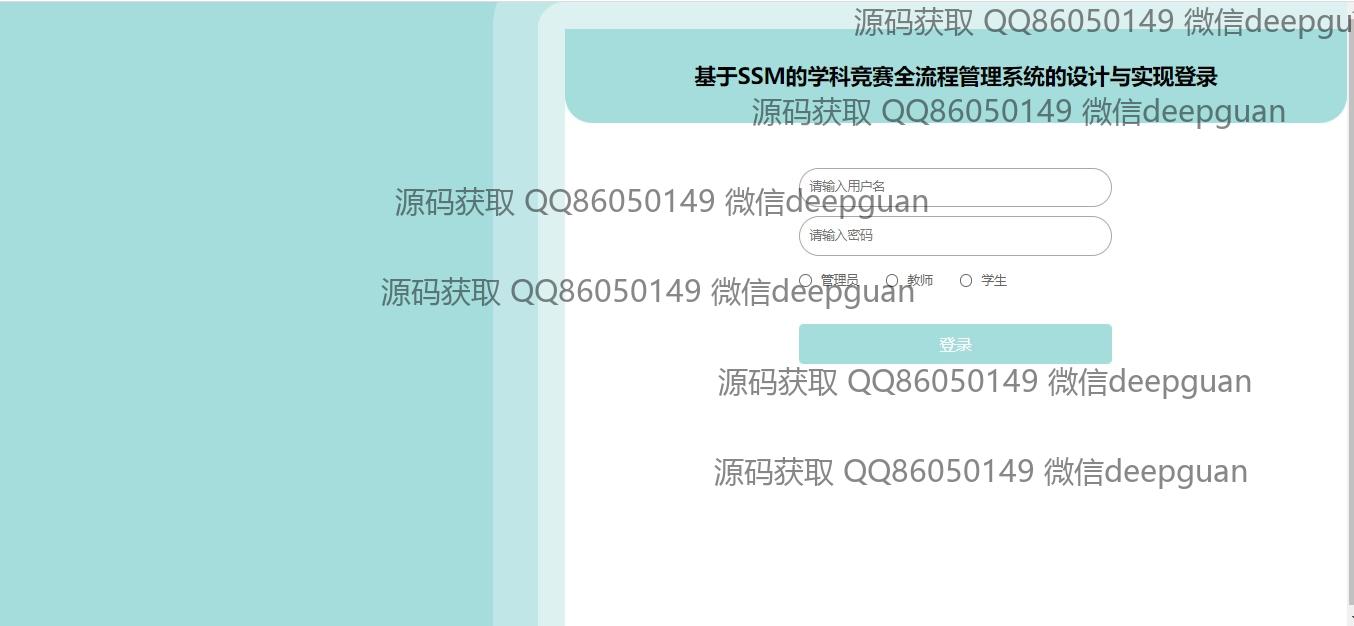 源码获取 QQ86050149 微信deepgu
基于SSM的学科竞赛全流程管理系统的设计与实现登录
源码获取 QQ86050149 微信deepguan
请输入用户名
源码获取 QQ86050149 微信deepguan
请输入密码
管理员 教师 学生
源码获取 QQ86050149 微信deepguan
登录
源码获取 QQ86050149 微信deepguan
源码获取 QQ86050149 微信deepguan